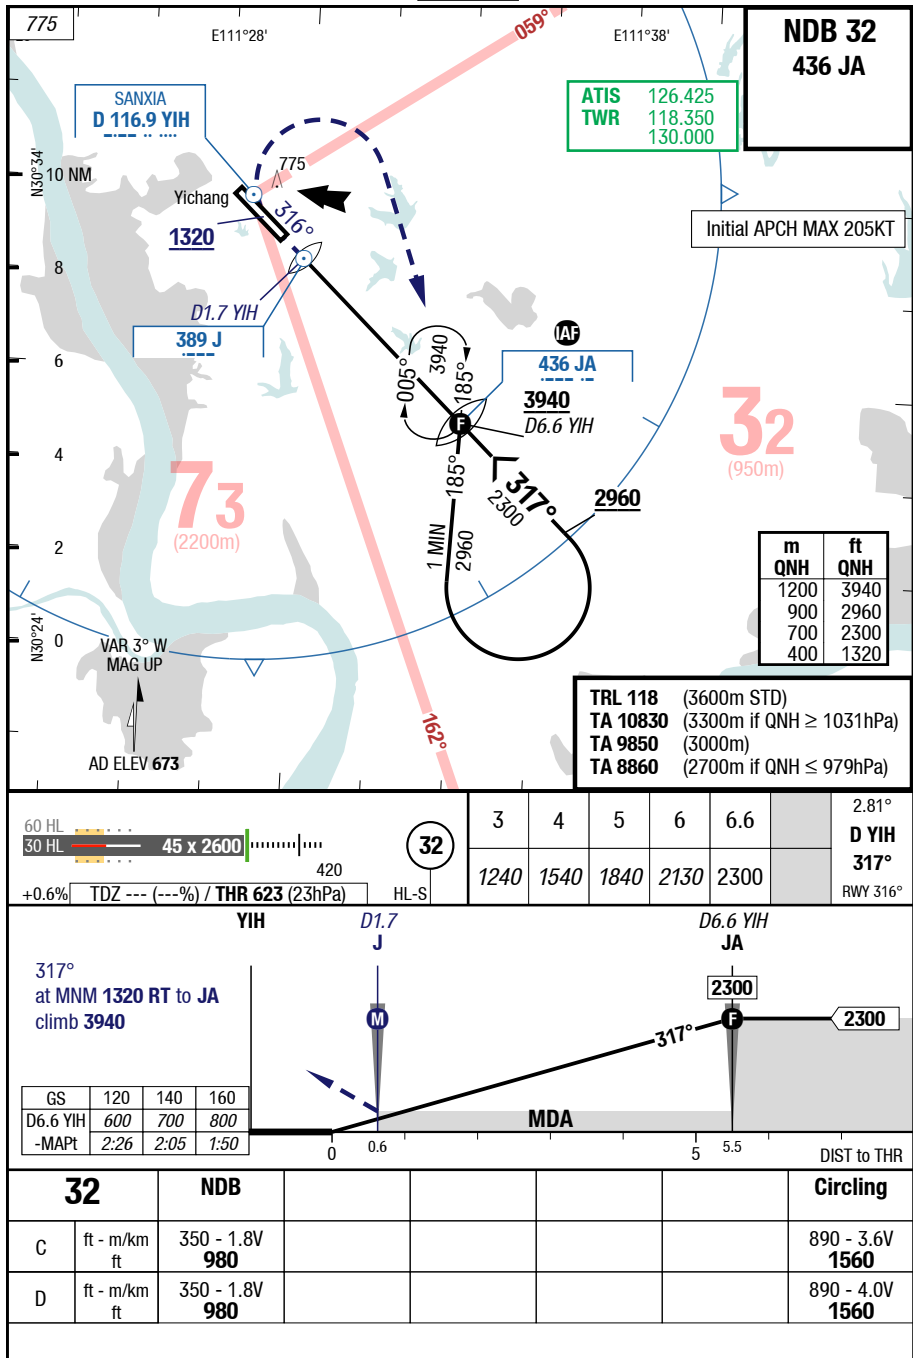 775
E111°28'
059°
E111°38'
NDB 32
436 JA
SANXIA
D 116.9 YIH
ATIS 126.425
TWR 118.350
130.000
N30°34'
10 NM
775
Yichang
316°
1320
Initial APCH MAX 205KT
8
D1.7 YIH
389 J
IAF
436 JA
6
005°
3940
185°
3940
D6.6 YIH
F
32
(950m)
4
73
(2200m)
185°
317°
2300
2960
1 MIN
2960
2
m ft
QNH QNH
1200 3940
900 2960
700 2300
400 1320
N30°24'
0
VAR 3° W
MAG UP
162°
AD ELEV 673
TRL 118 (3600m STD)
TA 10830 (3300m if QNH ≥ 1031hPa)
TA 9850 (3000m)
TA 8860 (2700m if QNH ≤ 979hPa)
60 HL
30 HL
45 x 2600
420
+0.6%
TDZ --- (---%) / THR 623 (23hPa)
HL-S
32
3 4 5 6 6.6
1240 1540 1840 2130 2300
2.81°
D YIH
317°
RWY 316°
YIH
D1.7
J
D6.6 YIH
JA
317°
at MNM 1320 RT to JA
climb 3940
M
2300
F
2300
317°
GS 120 140 160
D6.6 YIH 600 700 800
-MAPt 2:26 2:05 1:50
MDA
0 0.6 5 5.5 DIST to THR
32 NDB Circling
C ft - m/km 350 - 1.8V 890 - 3.6V
ft 980 1560
D ft - m/km 350 - 1.8V 890 - 4.0V
ft 980 1560